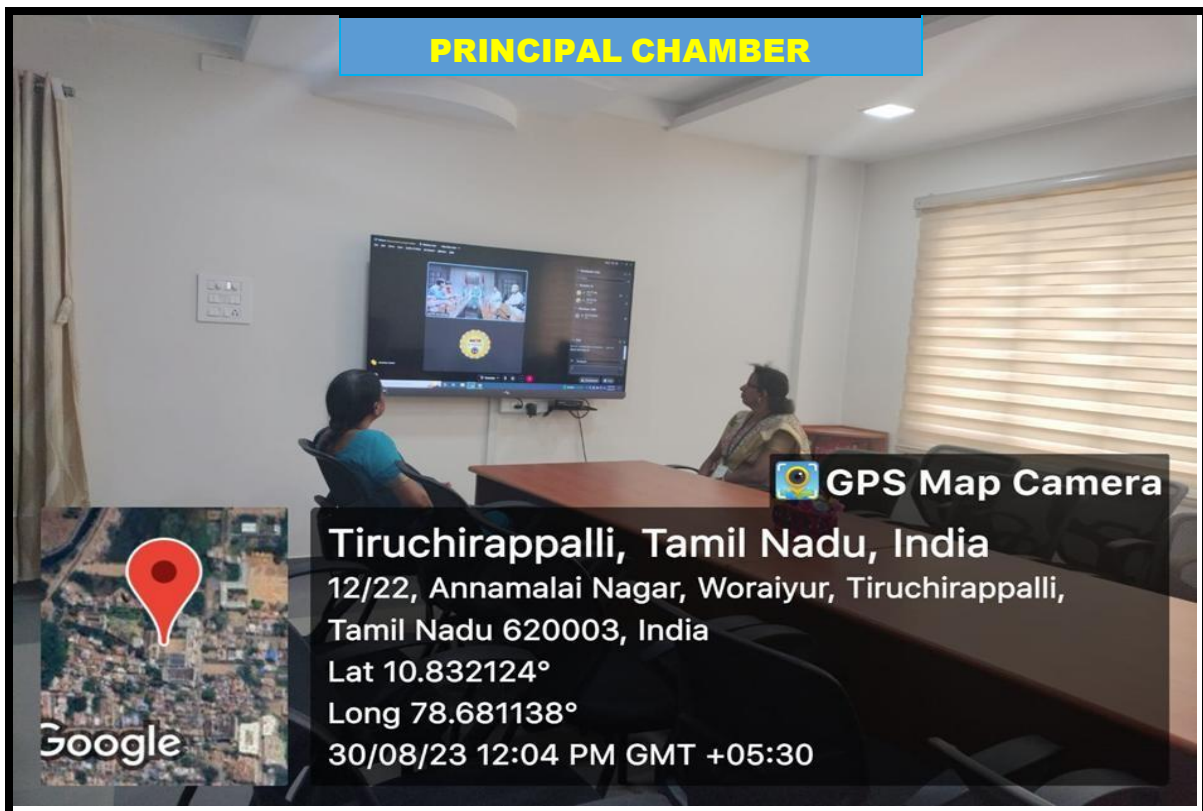 PRINCIPAL CHAMBER
GPS Map Camera
Tiruchirappalli, Tamil Nadu, India
12/22, Annamalai Nagar, Woraiyur, Tiruchirappalli,
Tamil Nadu 620003, India
Lat 10.832124°
Long 78.681138°
30/08/23 12:04 PM GMT +05:30
Google